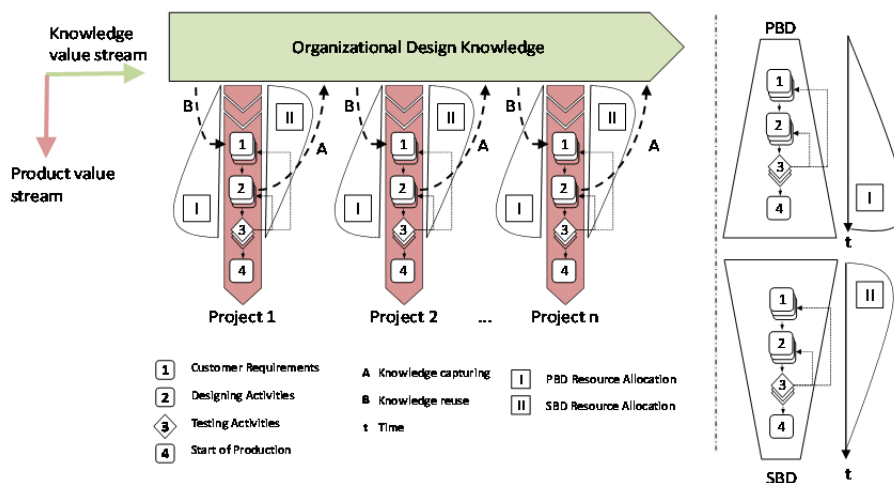 Knowledge
value stream
Product value
stream
Organizational Design Knowledge
B
II
A
I
1
2
3
4
Project 1
B
II
A
I
1
2
3
4
Project 2
...
B
II
A
I
1
2
3
4
Project n
1 Customer Requirements
2 Designing Activities
3 Testing Activities
4 Start of Production
A Knowledge capturing
B Knowledge reuse
t Time
I PBD Resource Allocation
II SBD Resource Allocation
PBD
1
2
3
4
I
t
1
2
3
4
II
SBD
t